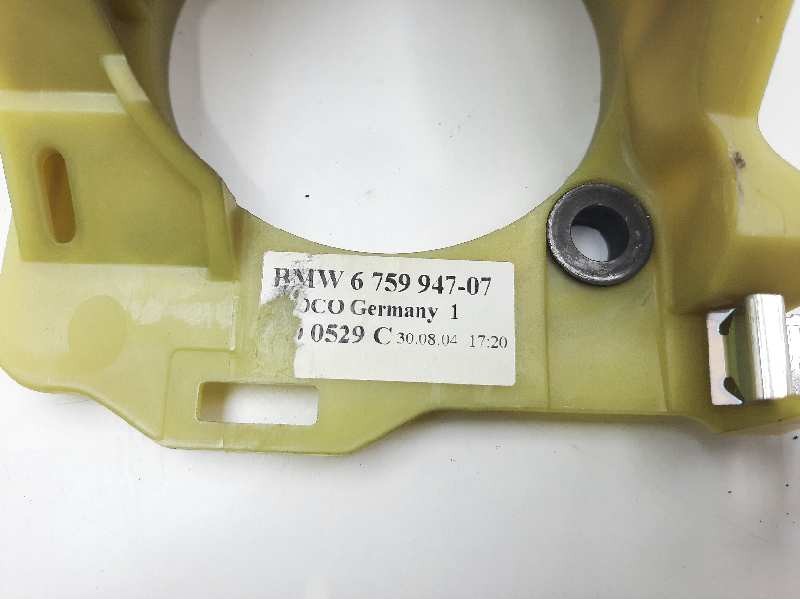 BMW 6 759 947-07
Germany 1
0529 C 30.08.04 17:20